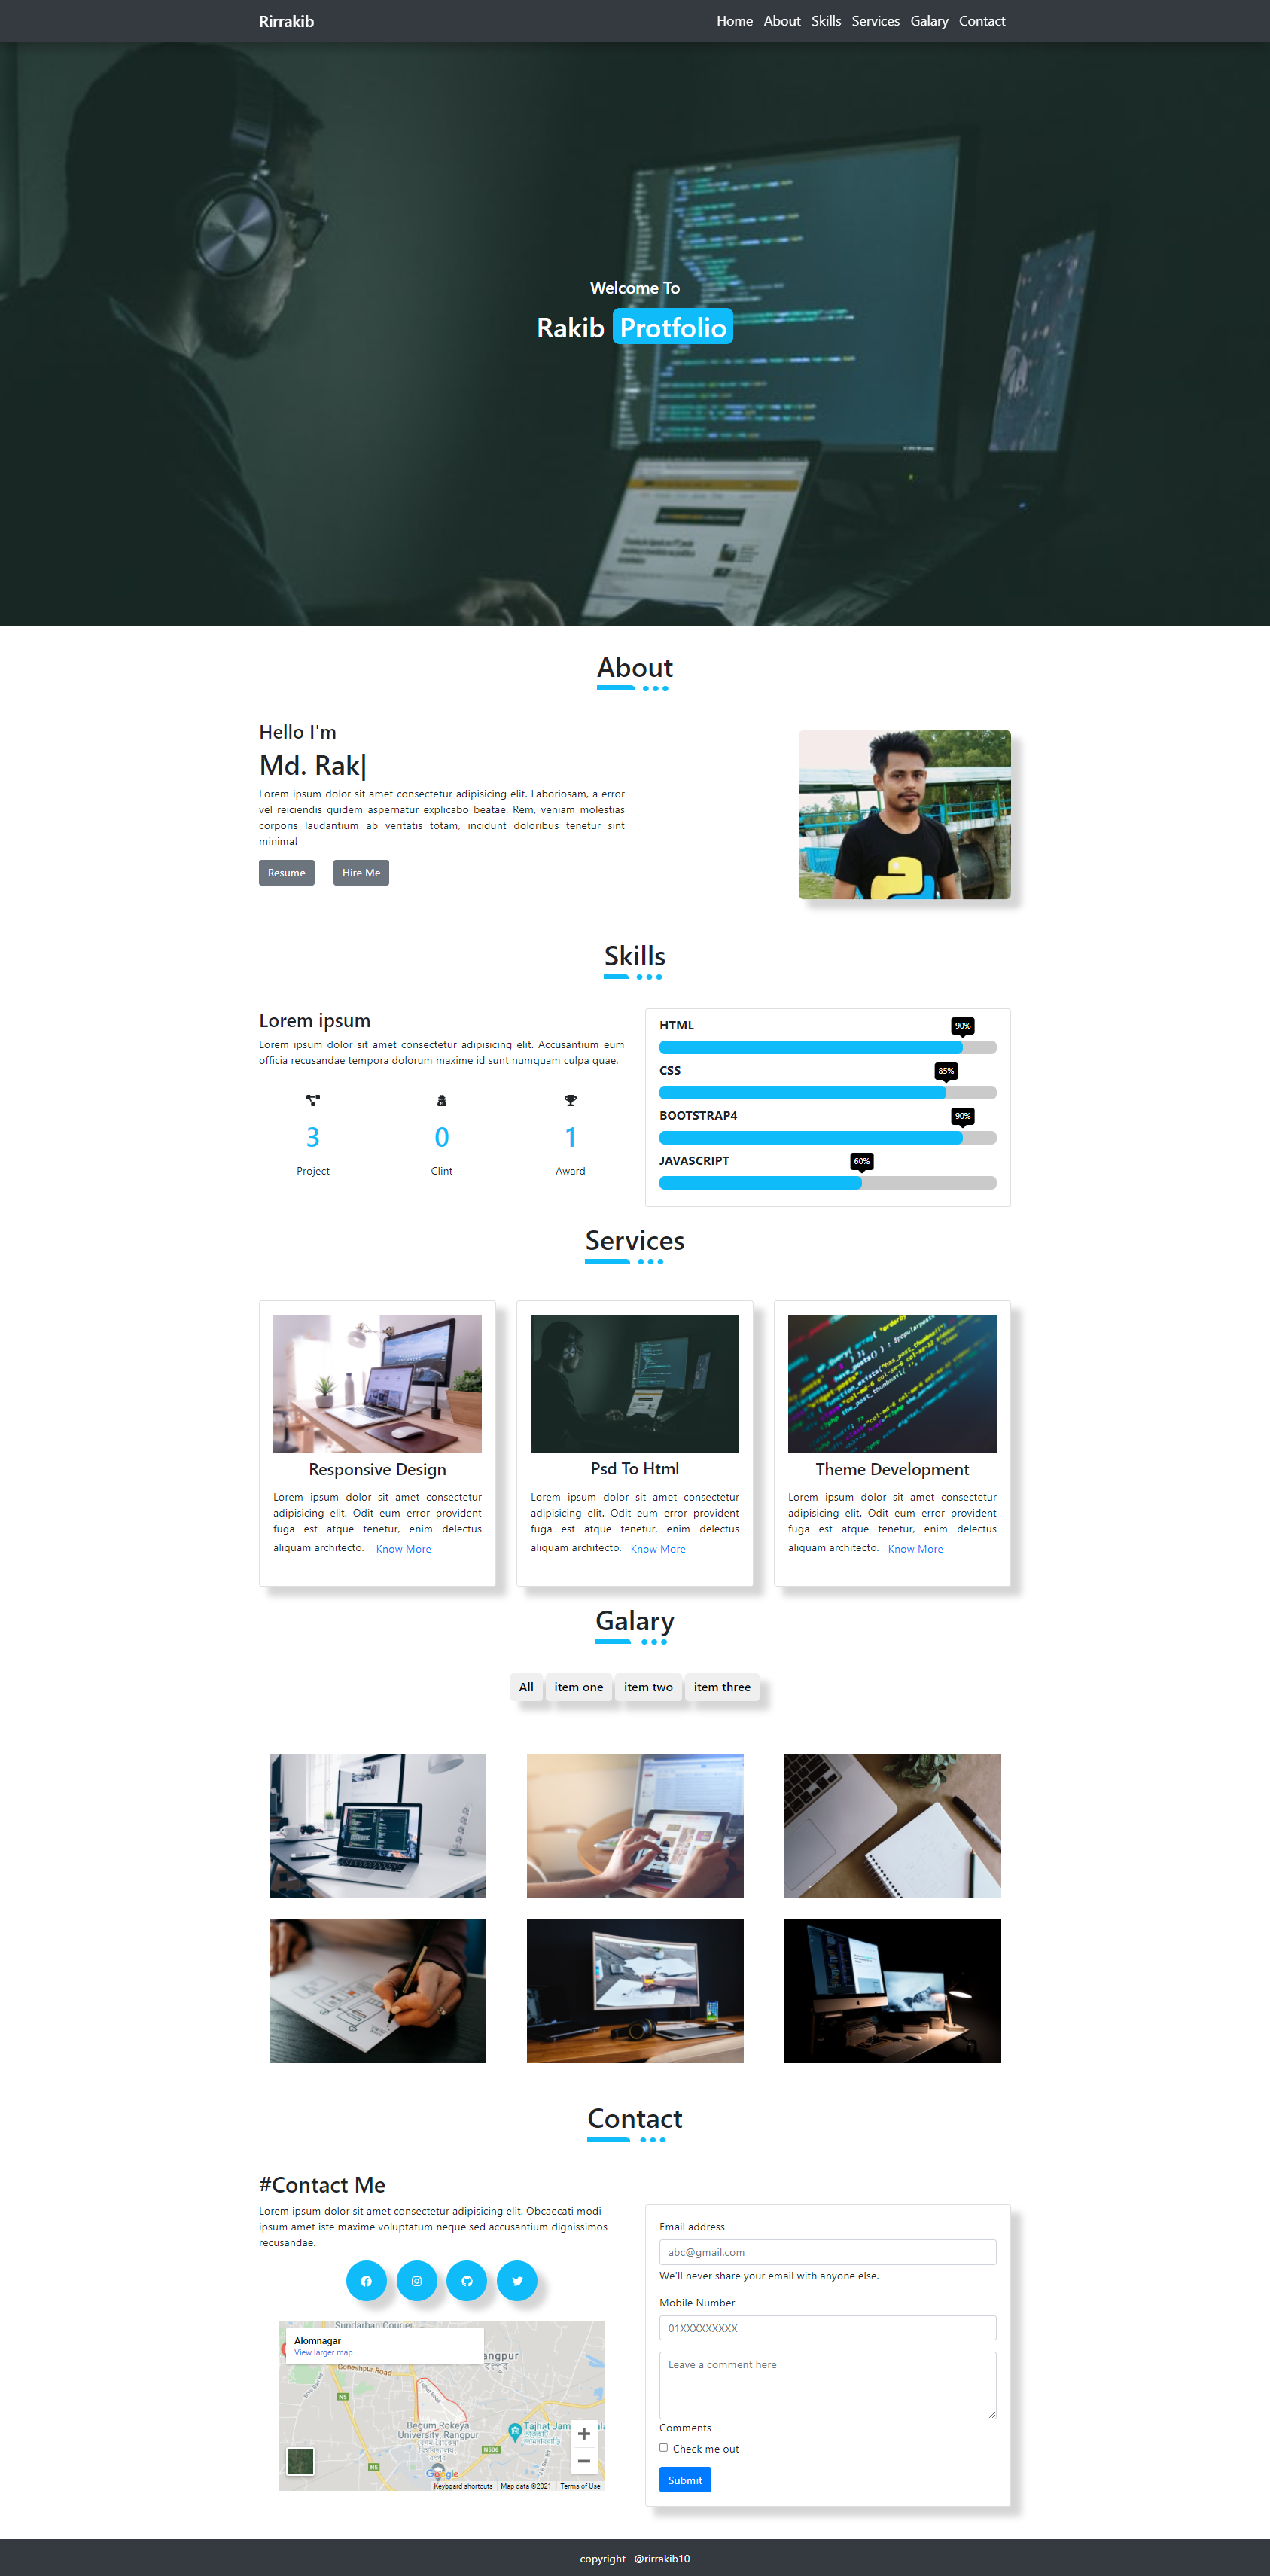 Rirrakib
Home About Skills Services Galary Contact
Welcome To
Rakib Protfolio
About
Hello I'm
Md. Rak|
Lorem ipsum dolor sit amet consectetur adipisicing elit. Laboriosam, a error
vel reiciendis quidem aspernatur explicabo beatae. Rem, veniam molestias
corporis laudantium ab veritatis totam, incidunt doloribus tenetur sint
minima!
Resume Hire Me
Skills
Lorem ipsum
Lorem ipsum dolor sit amet consectetur adipisicing elit. Accusantium eum
officia recusandae tempora dolorum maxime id sunt numquam culpa quae.
3 0 1
Project Clint Award
HTML 90%
CSS 85%
BOOTSTRAP4 90%
JAVASCRIPT 60%
Services
Responsive Design
Lorem ipsum dolor sit amet consectetur
adipisicing elit. Odit eum error provident
fuga est atque tenetur, enim delectus
aliquam architecto. Know More
Psd To Html
Lorem ipsum dolor sit amet consectetur
adipisicing elit. Odit eum error provident
fuga est atque tenetur, enim delectus
aliquam architecto. Know More
Theme Development
Lorem ipsum dolor sit amet consectetur
adipisicing elit. Odit eum error provident
fuga est atque tenetur, enim delectus
aliquam architecto. Know More
Galary
All item one item two item three
Contact
#Contact Me
Lorem ipsum dolor sit amet consectetur adipisicing elit. Obcaecati modi
ipsum amet iste maxime voluptatum neque sed accusantium dignissimos
recusandae.
Sundarban Courier
Alomnagar
View larger map
angpur
রংপুর
Goneshpur Road
N5
N5
N506
Begum Rokeya
University, Rangpur
Tajhat Jam
Google
Keyboard shortcuts Map data ©2021 Terms of Use
Email address
abc@gmail.com
We'll never share your email with anyone else.
Mobile Number
01XXXXXXXXX
Leave a comment here
Comments
Check me out
Submit
copyright @rirrakib10